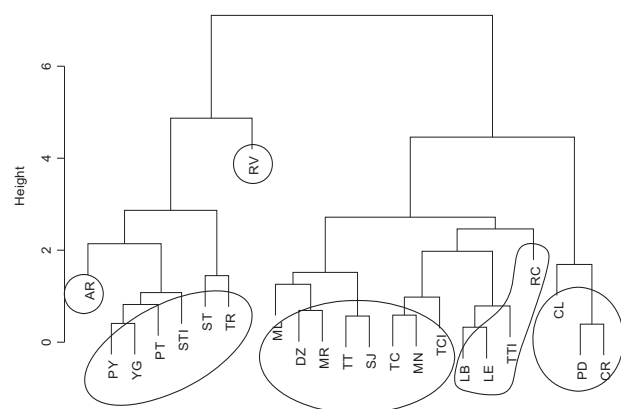 Height
6
4
2
0
AR
PY
YG
PT
STI
ST
TR
RV
ML
DZ
MR
TT
SJ
TC
MN
TCI
LB
LE
TTI
RC
CL
PD
CR